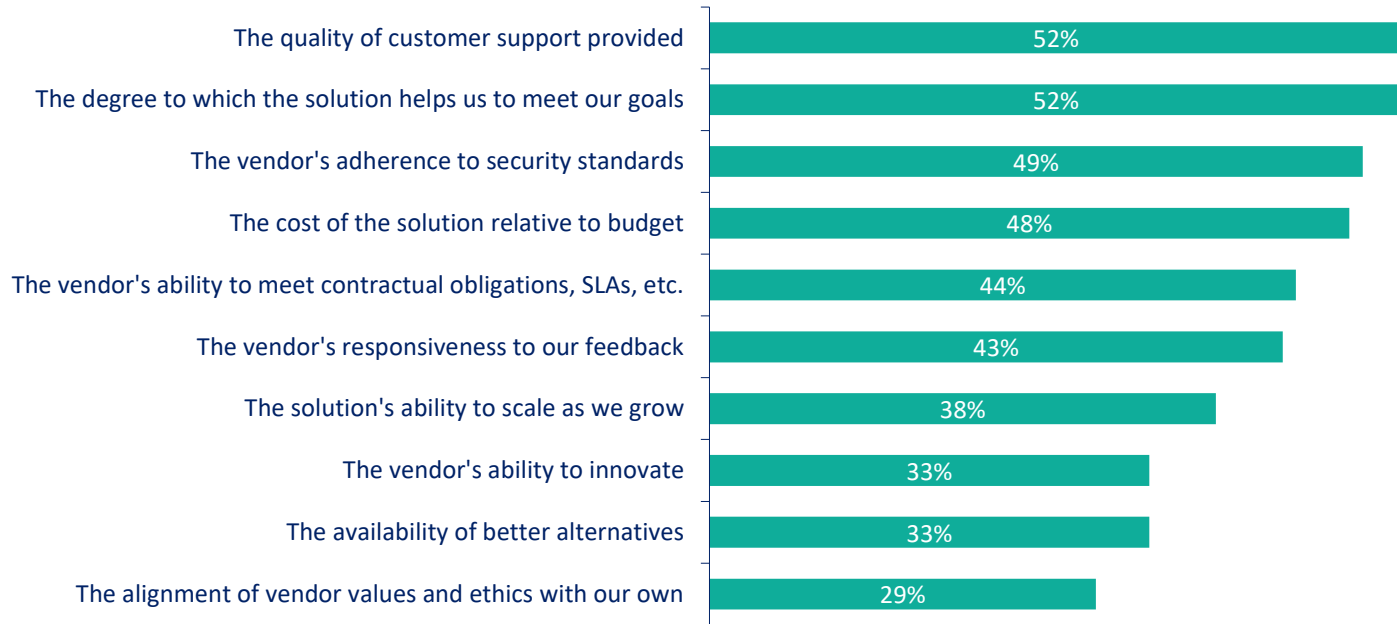 The quality of customer support provided 52%
The degree to which the solution helps us to meet our goals 52%
The vendor's adherence to security standards 49%
The cost of the solution relative to budget 48%
The vendor's ability to meet contractual obligations, SLAs, etc. 44%
The vendor's responsiveness to our feedback 43%
The solution's ability to scale as we grow 38%
The vendor's ability to innovate 33%
The availability of better alternatives 33%
The alignment of vendor values and ethics with our own 29%